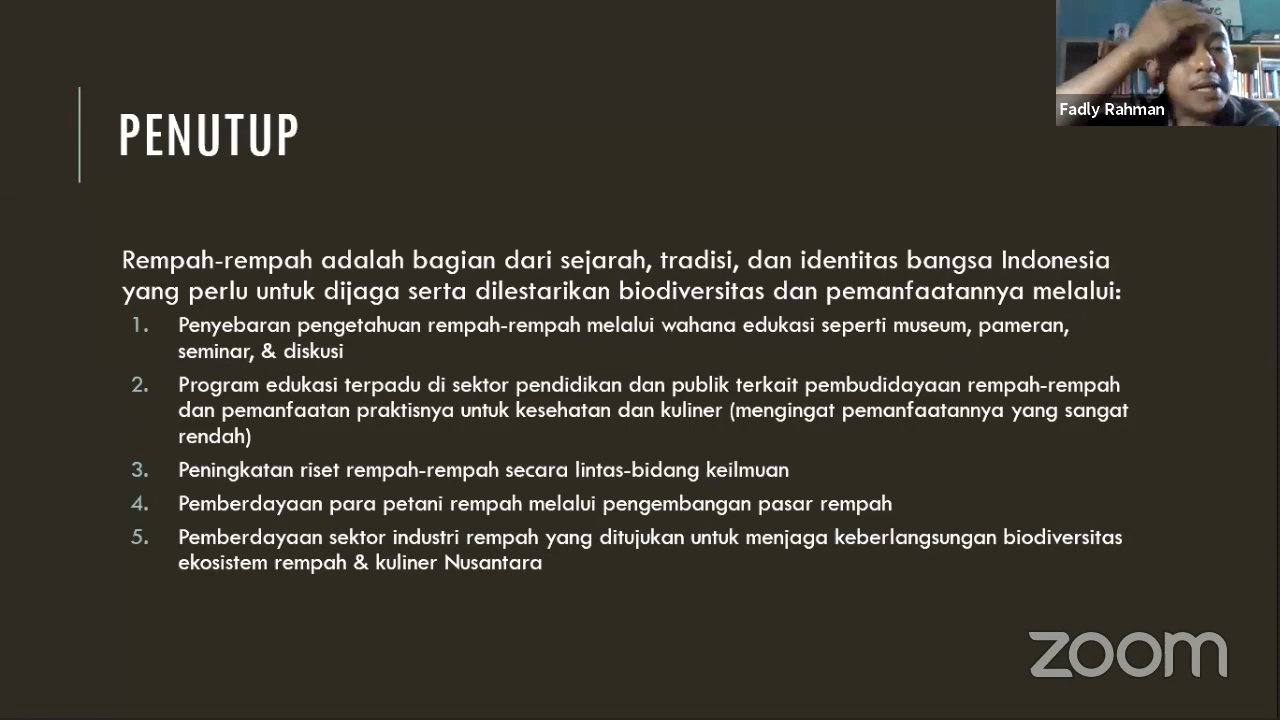 Fadly Rahman
PENUTUP
Rempah-rempah adalah bagian dari sejarah, tradisi, dan identitas bangsa Indonesia
yang perlu untuk dijaga serta dilestarikan biodiversitas dan pemanfaatannya melalui:
1. Penyebaran pengetahuan rempah-rempah melalui wahana edukasi seperti museum, pameran,
seminar, & diskusi
2. Program edukasi terpadu di sektor pendidikan dan publik terkait pembudidayaan rempah-rempah
dan pemanfaatan praktisnya untuk kesehatan dan kuliner (mengingat pemanfaatannya yang sangat
rendah)
3. Peningkatan riset rempah-rempah secara lintas-bidang keilmuan
4. Pemberdayaan para petani rempah melalui pengembangan pasar rempah
5. Pemberdayaan sektor industri rempah yang ditujukan untuk menjaga keberlangsungan biodiversitas
ekosistem rempah & kuliner Nusantara
zoom